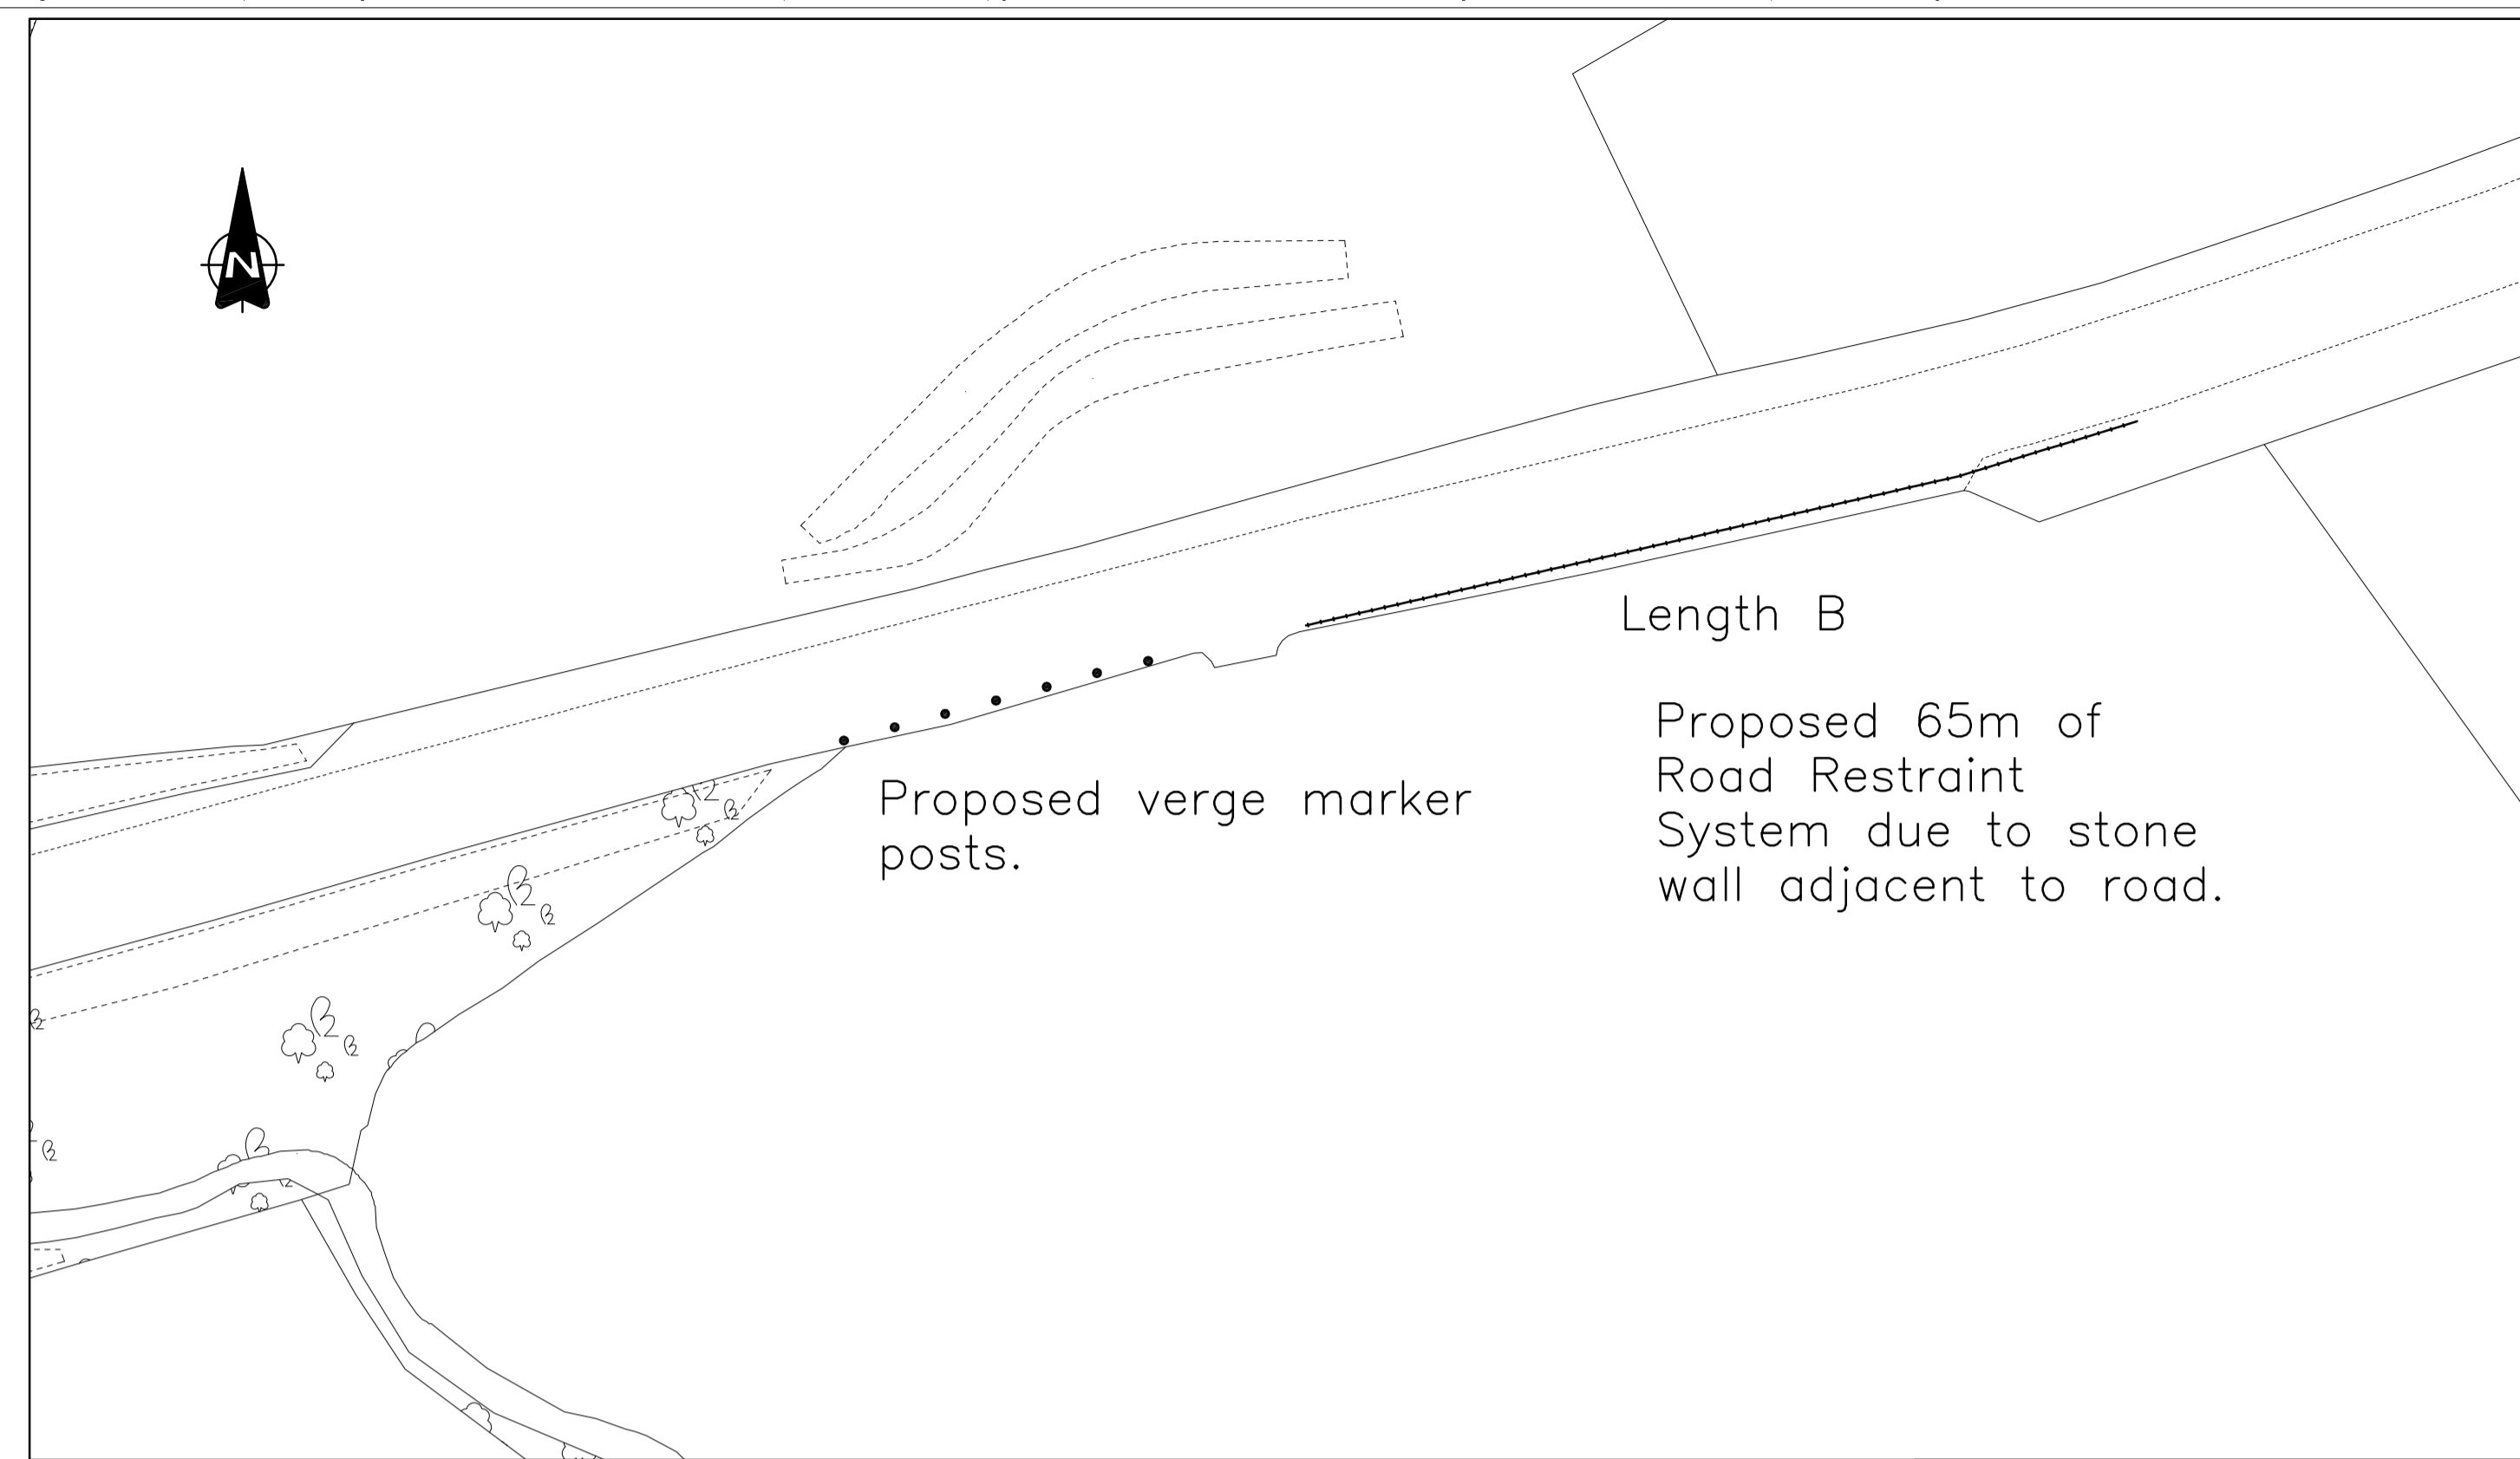 N
Length B
Proposed 65m of
Road Restraint
System due to stone
wall adjacent to road.
Proposed verge marker
posts.